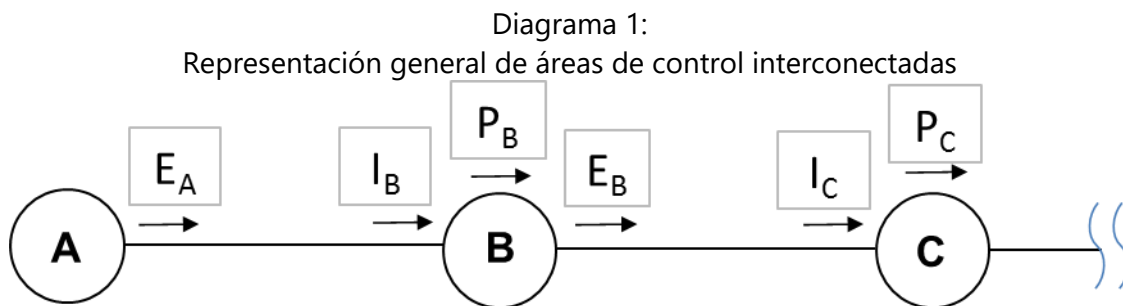 Diagrama 1:
Representación general de áreas de control interconectadas
E_A
I_B
P_B
E_B
I_C
P_C
A
B
C